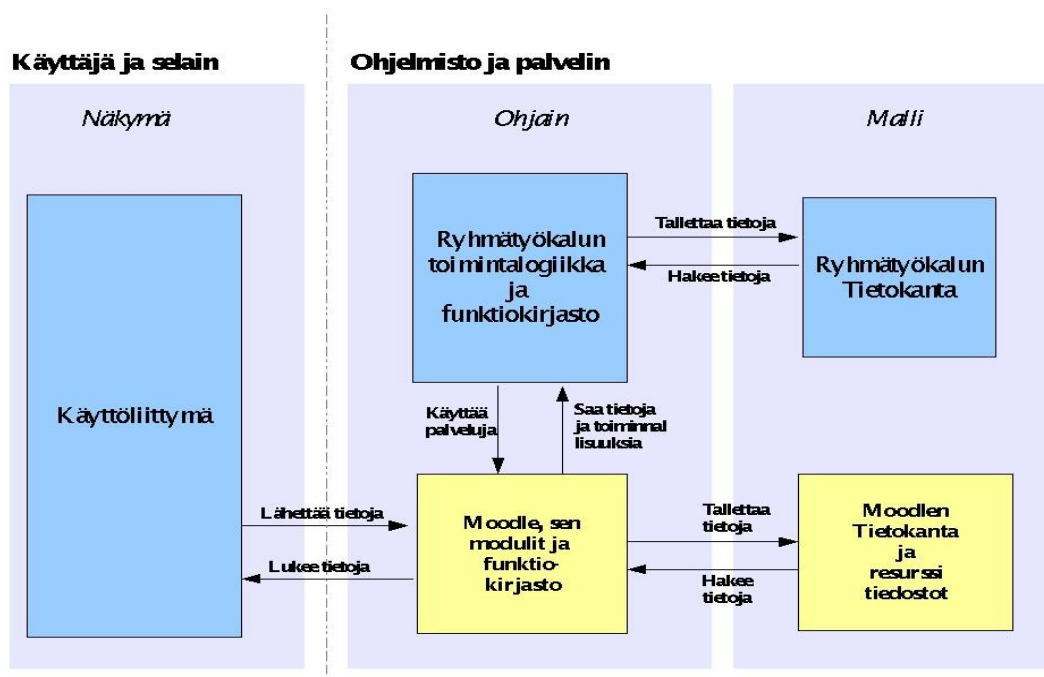 Käyttäjä ja selain
Ohjelmisto ja palvelin
Näkymä
Ohjain
Malli
Käyttöliittymä
Ryhmätyökalun
toimintalogiikka
ja
funktiokirjasto
Tallettaa tietoja
Hakee tietoja
Ryhmätyökalun
Tietokanta
Käyttää
palveluja
Saa tietoja
ja toiminnal
lisuuksia
Lähettää tietoja
Lukee tietoja
Moodle, sen
modulit ja
funktio-
kirjasto
Tallettaa
tietoja
Hakee
tietoja
Moodlen
Tietokanta
ja
resurssi
tiedostot